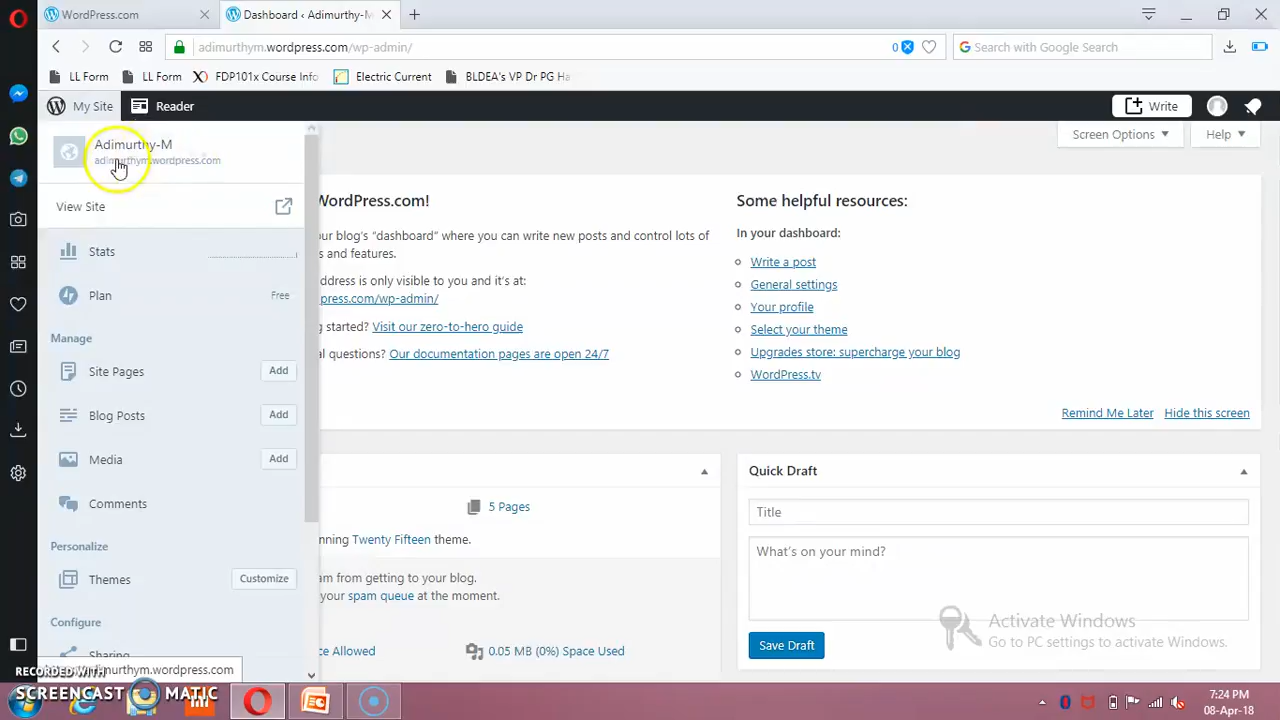 WordPress.com
Dashboard ‹ Adimurthy-M
adimurthym.wordpress.com/wp-admin/
0
Search with Google Search
LL Form
LL Form
FDP101x Course Info
Electric Current
BLDEA's VP Dr PG Ha
My Site
Reader
Write
Adimurthy-M
adimurthym.wordpress.com
View Site
Stats
Plan
Free
Manage
Site Pages
Add
Blog Posts
Add
Media
Add
Comments
Personalize
Themes
Customize
Configure
Sharing
Screen Options
Help
WordPress.com!
our blog's "dashboard" where you can write new posts and control lots of
s and features.
address is only visible to you and it's at:
press.com/wp-admin/
g started? Visit our zero-to-hero guide
al questions? Our documentation pages are open 24/7
Some helpful resources:
In your dashboard:
Write a post
General settings
Your profile
Select your theme
Upgrades store: supercharge your blog
WordPress.tv
Remind Me Later
Hide this screen
5 Pages
nning Twenty Fifteen theme.
am from getting to your blog.
your spam queue at the moment.
ce Allowed
0.05 MB (0%) Space Used
Quick Draft
Title
What's on your mind?
Save Draft
Activate Windows
Go to PC settings to activate Windows.
adimurthym.wordpress.com
RECORDED WITH
SCREENCAST MATIC
7:24 PM
08-Apr-18